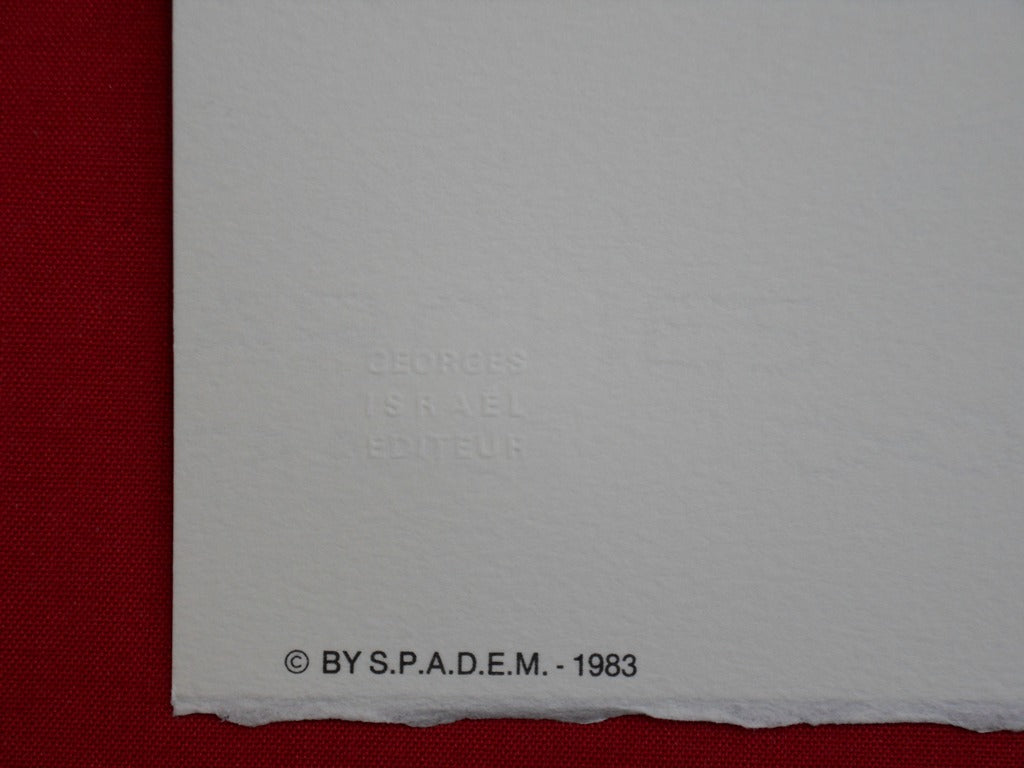 GEORGES
ISRAEL
EDITEUR
© BY S.P.A.D.E.M. - 1983